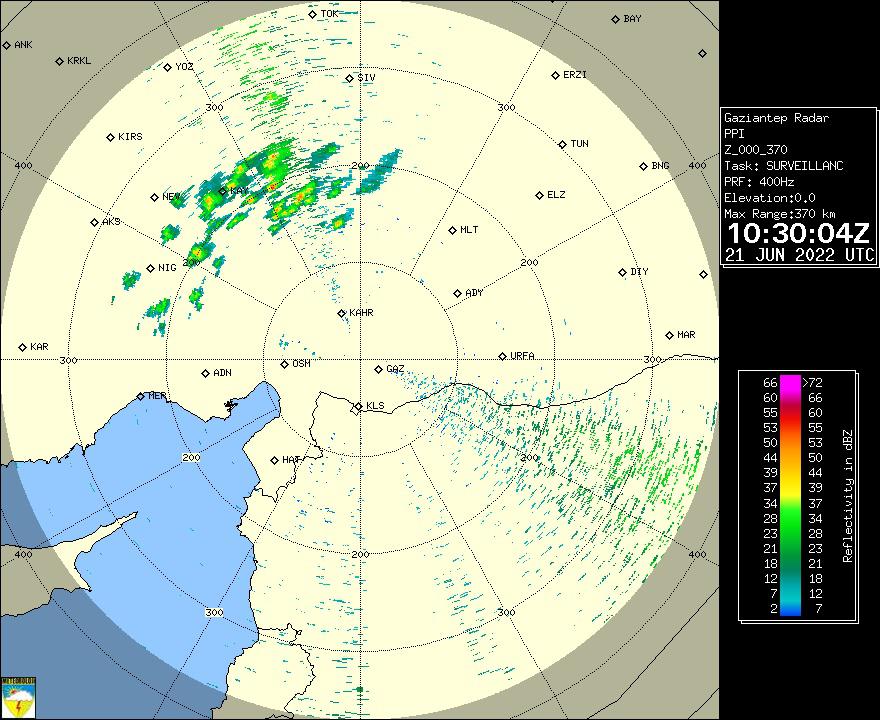 TOK
BAY
ANK
KRKL
YOZ
SIV
ERZI
300
300
KIRS
TUN
400
200
BNG
NEV
KAY
ELZ
AKS
MLT
NIG
200
200
DIY
ADY
KAHR
MAR
KAR
300
OSM
URFA
300
ADN
GAZ
MER
KLS
200
HAT
200
400
200
400
300
300
Gaziantep Radar
PPI
Z_000_370
Task: SURVEILLANC
PRF: 400Hz
Elevation:0.0
Max Range:370 km
10:30:04Z
21 JUN 2022 UTC
66 >72
60 66
55 60
53 55
50 53
44 50
39 44
37 39
34 37
28 34
23 28
21 23
18 21
12 18
7 12
2 7
Reflectivity in dBZ
METEOROLOJI